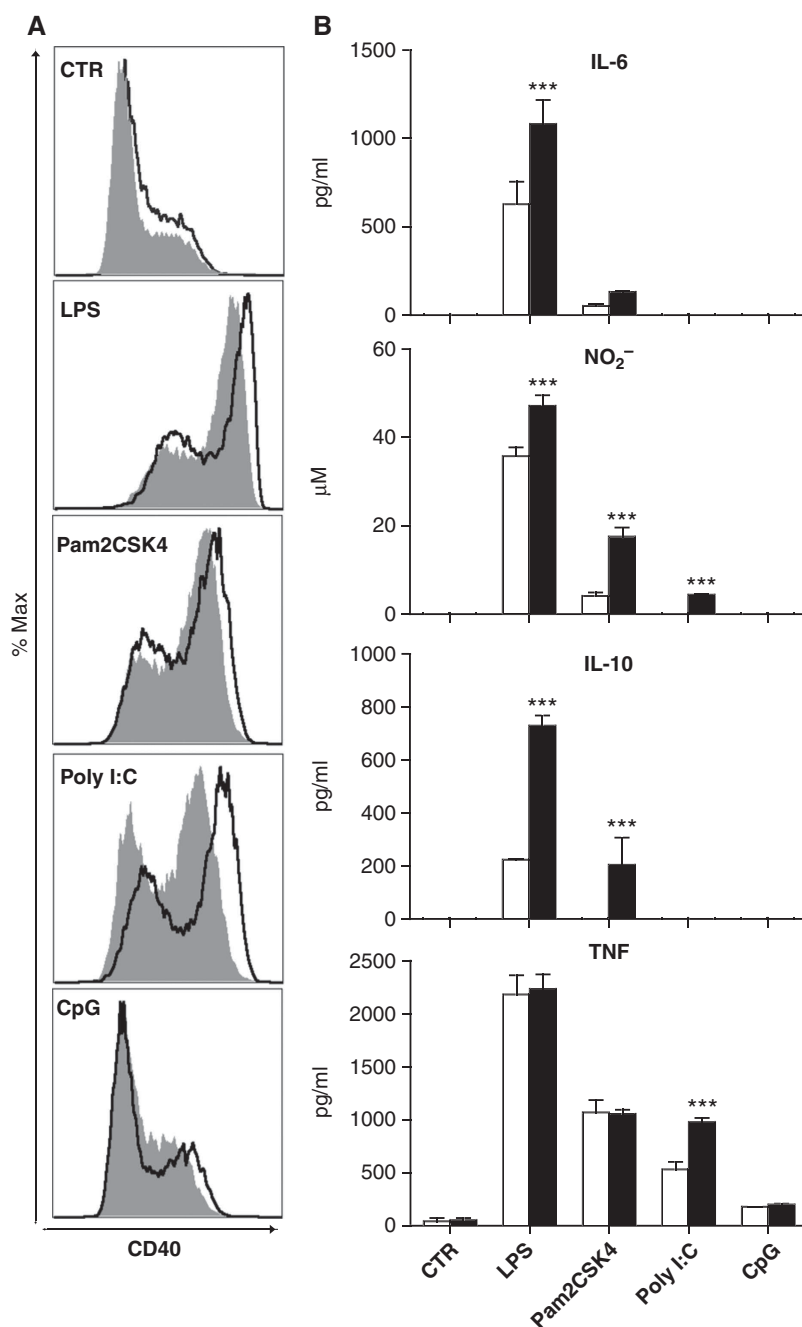 A
CTR
LPS
Pam2CSK4
Poly I:C
CpG
% Max
CD40
B
IL-6
1500
1000
500
0
pg/ml
***
NO₂⁻
60
40
20
0
µM
***
***
***
IL-10
1000
800
600
400
200
0
pg/ml
***
***
TNF
2500
2000
1500
1000
500
0
pg/ml
***
CTR
LPS
Pam2CSK4
Poly I:C
CpG